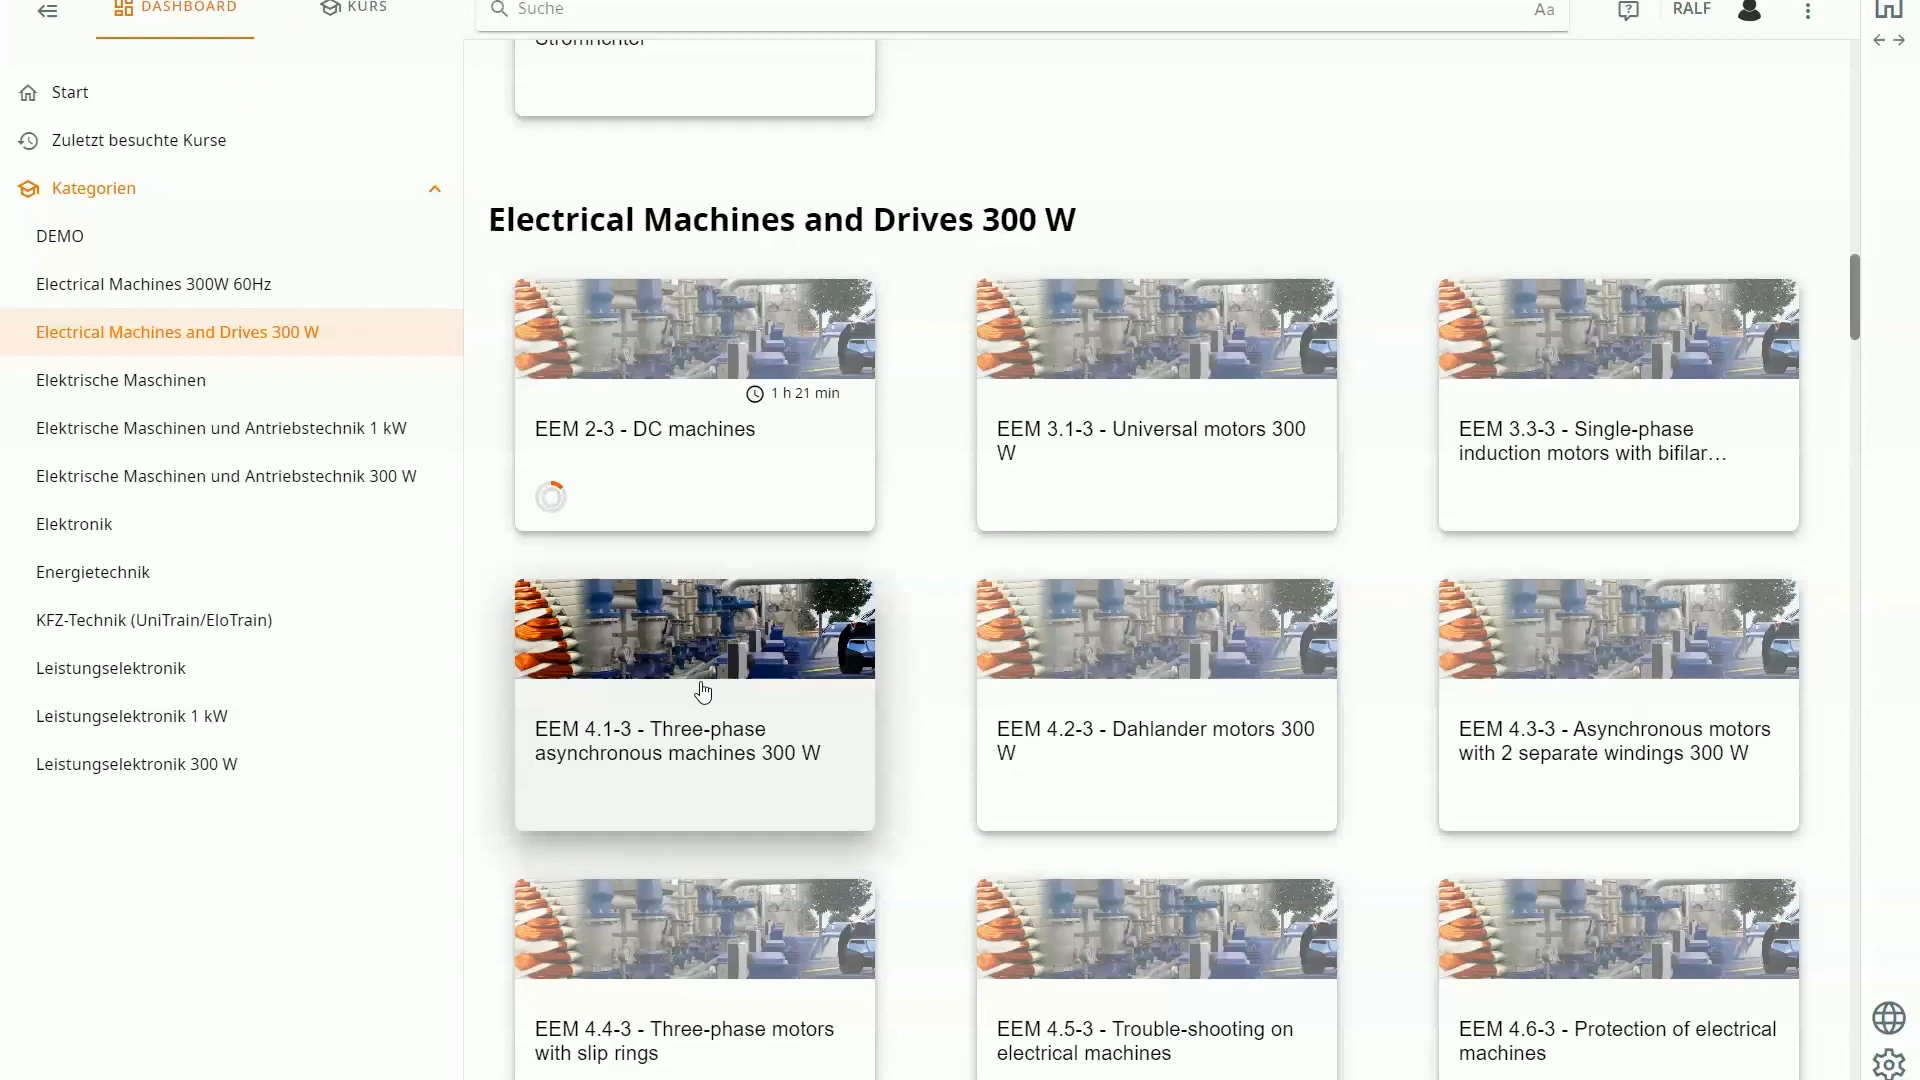 DASHBOARD
KURS
Suche
Aa
RALF
Start
Zuletzt besuchte Kurse
Kategorien
DEMO
Electrical Machines 300W 60Hz
Electrical Machines and Drives 300 W
Elektrische Maschinen
Elektrische Maschinen und Antriebstechnik 1 kW
Elektrische Maschinen und Antriebstechnik 300 W
Elektronik
Energietechnik
KFZ-Technik (UniTrain/EloTrain)
Leistungselektronik
Leistungselektronik 1 kW
Leistungselektronik 300 W
Stromrichter
Electrical Machines and Drives 300 W
1 h 21 min
EEM 2-3 - DC machines
EEM 3.1-3 - Universal motors 300
W
EEM 3.3-3 - Single-phase
induction motors with bifilar…
EEM 4.1-3 - Three-phase
asynchronous machines 300 W
EEM 4.2-3 - Dahlander motors 300
W
EEM 4.3-3 - Asynchronous motors
with 2 separate windings 300 W
EEM 4.4-3 - Three-phase motors
with slip rings
EEM 4.5-3 - Trouble-shooting on
electrical machines
EEM 4.6-3 - Protection of electrical
machines